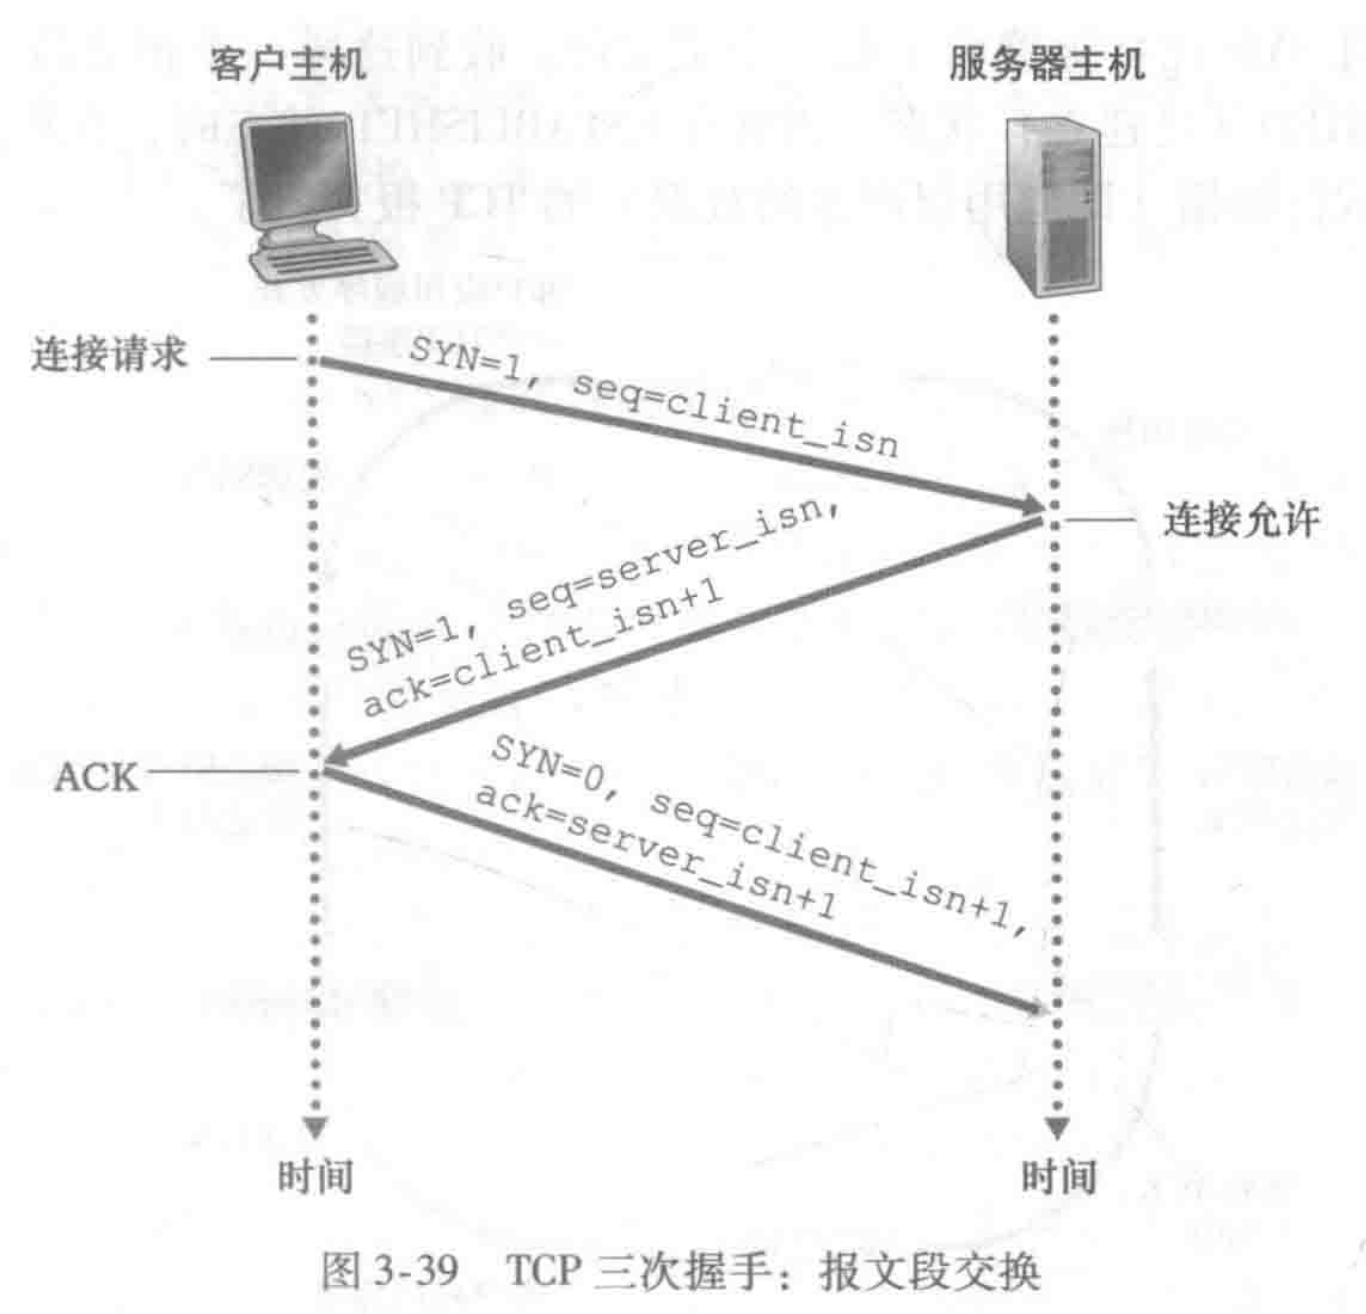 客户主机
服务器主机
连接请求
SYN=1, seq=client_isn
连接允许
SYN=1, seq=server_isn,
ack=client_isn+1
ACK
SYN=0, seq=client_isn+1,
ack=server_isn+1
时间
时间
图 3-39 TCP 三次握手：报文段交换